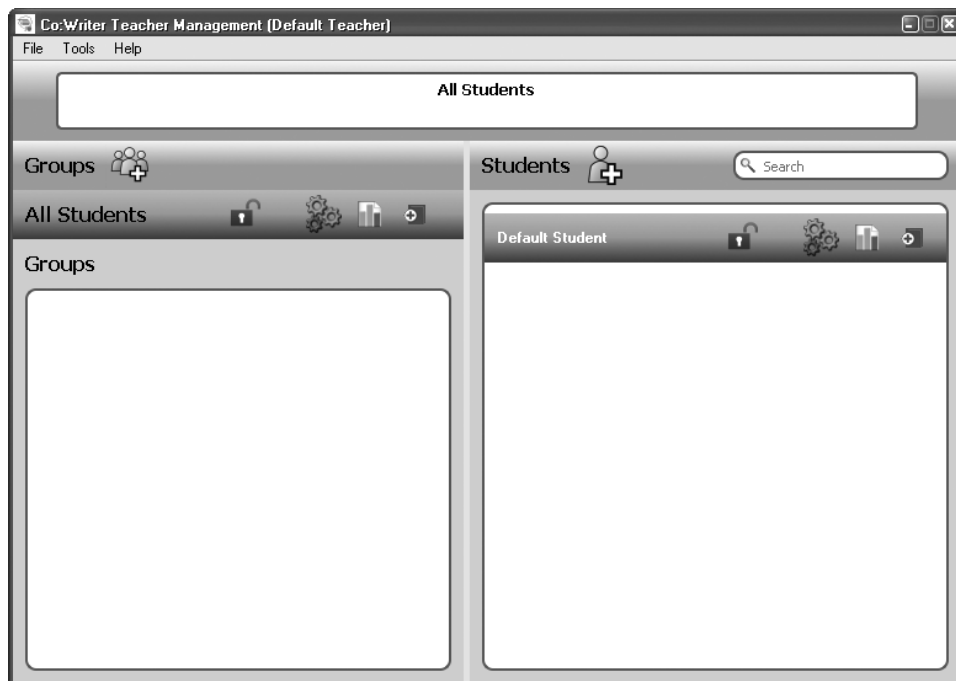 Co:Writer Teacher Management (Default Teacher)
File Tools Help
All Students
Groups
Students
Search
All Students
Default Student
Groups